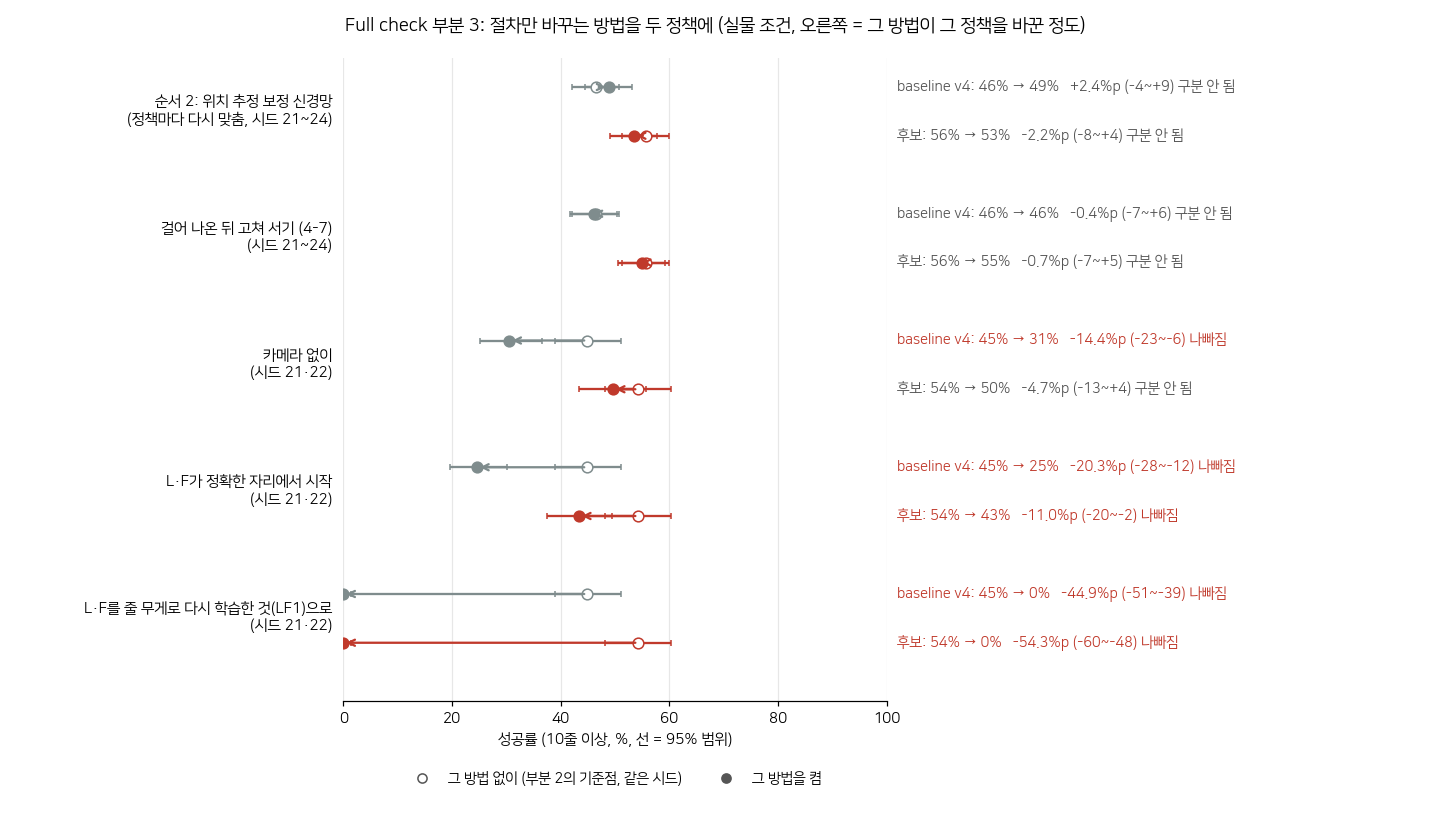 Full check 부분 3: 절차만 바꾸는 방법을 두 정책에 (실물 조건, 오른쪽 = 그 방법이 그 정책을 바꾼 정도)
순서 2: 위치 추정 보정 신경망
(정책마다 다시 맞춤, 시드 21~24)
baseline v4: 46% → 49%   +2.4%p (-4~+9) 구분 안 됨
후보: 56% → 53%   -2.2%p (-8~+4) 구분 안 됨
걸어 나온 뒤 고쳐 서기 (4-7)
(시드 21~24)
baseline v4: 46% → 46%   -0.4%p (-7~+6) 구분 안 됨
후보: 56% → 55%   -0.7%p (-7~+5) 구분 안 됨
카메라 없이
(시드 21·22)
baseline v4: 45% → 31%   -14.4%p (-23~-6) 나빠짐
후보: 54% → 50%   -4.7%p (-13~+4) 구분 안 됨
L·F가 정확한 자리에서 시작
(시드 21·22)
baseline v4: 45% → 25%   -20.3%p (-28~-12) 나빠짐
후보: 54% → 43%   -11.0%p (-20~-2) 나빠짐
L·F를 줄 무게로 다시 학습한 것(LF1)으로
(시드 21·22)
baseline v4: 45% → 0%   -44.9%p (-51~-39) 나빠짐
후보: 54% → 0%   -54.3%p (-60~-48) 나빠짐
0 20 40 60 80 100
성공률 (10줄 이상, %, 선 = 95% 범위)
그 방법 없이 (부분 2의 기준점, 같은 시드) 그 방법을 켬